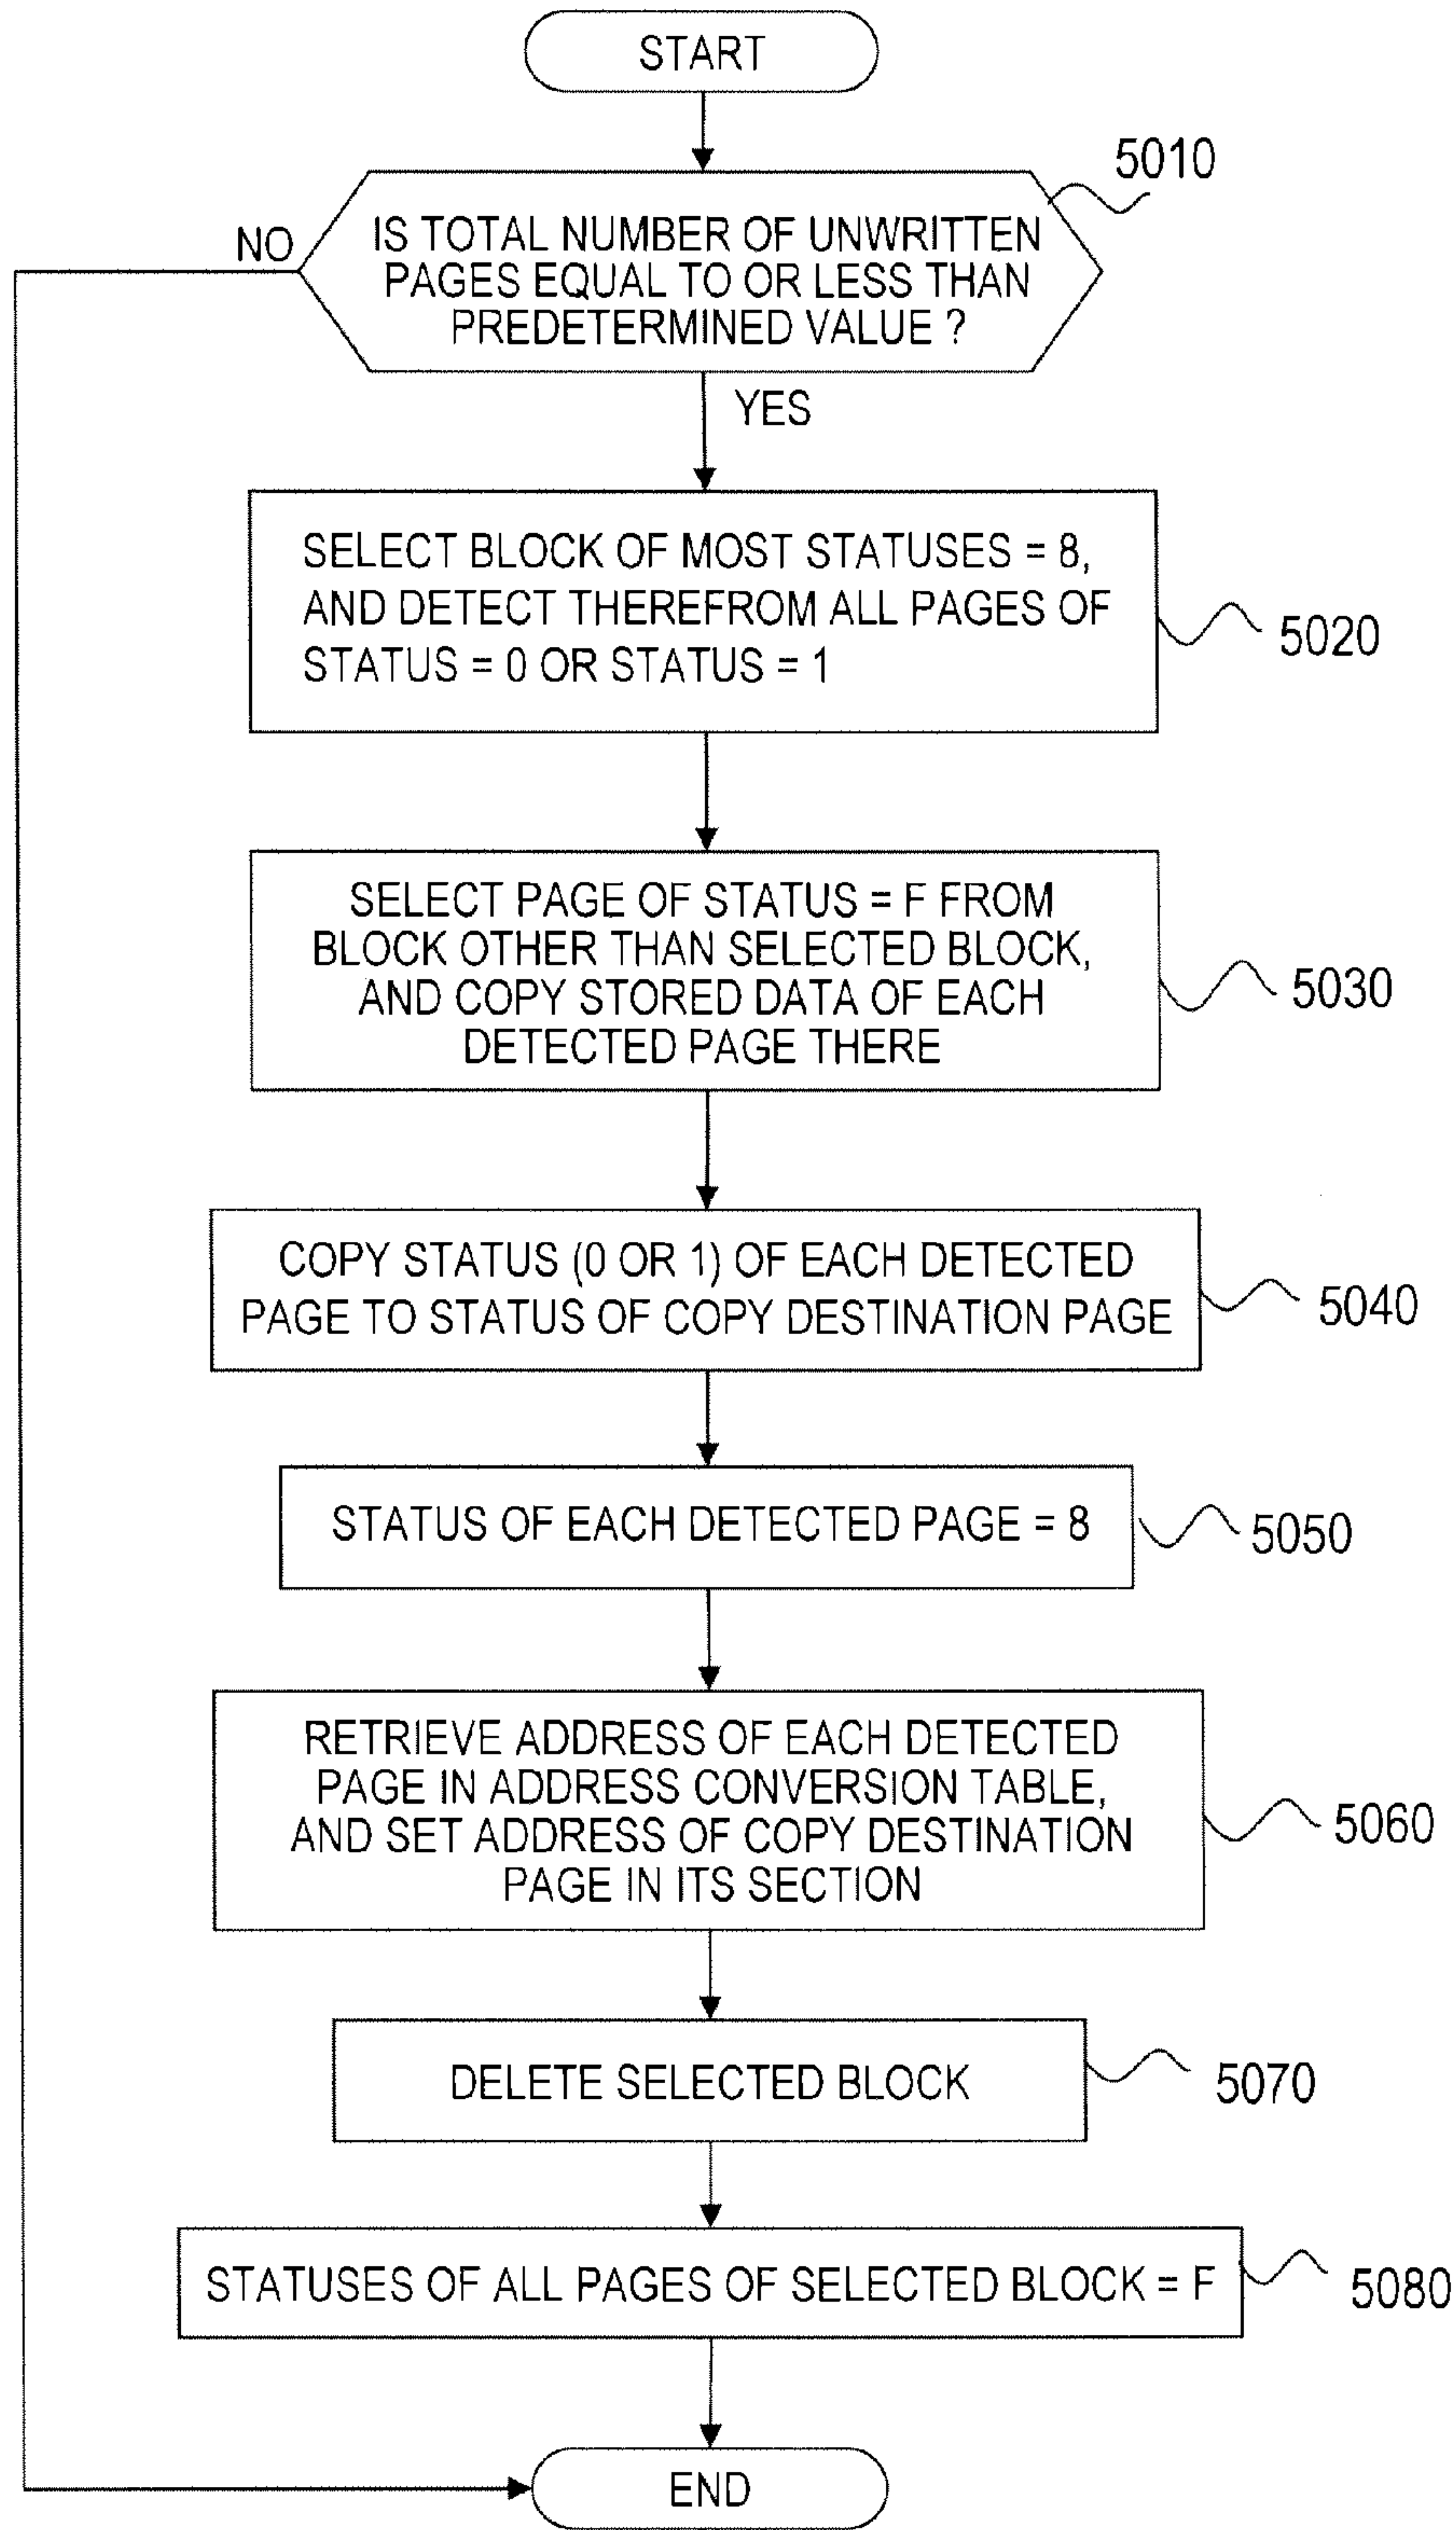 START
5010
NO
IS TOTAL NUMBER OF UNWRITTEN
PAGES EQUAL TO OR LESS THAN
PREDETERMINED VALUE ?
YES
SELECT BLOCK OF MOST STATUSES = 8,
AND DETECT THEREFROM ALL PAGES OF
STATUS = 0 OR STATUS = 1
5020
SELECT PAGE OF STATUS = F FROM
BLOCK OTHER THAN SELECTED BLOCK,
AND COPY STORED DATA OF EACH
DETECTED PAGE THERE
5030
COPY STATUS (0 OR 1) OF EACH DETECTED
PAGE TO STATUS OF COPY DESTINATION PAGE
5040
STATUS OF EACH DETECTED PAGE = 8
5050
RETRIEVE ADDRESS OF EACH DETECTED
PAGE IN ADDRESS CONVERSION TABLE,
AND SET ADDRESS OF COPY DESTINATION
PAGE IN ITS SECTION
5060
DELETE SELECTED BLOCK
5070
STATUSES OF ALL PAGES OF SELECTED BLOCK = F
5080
END